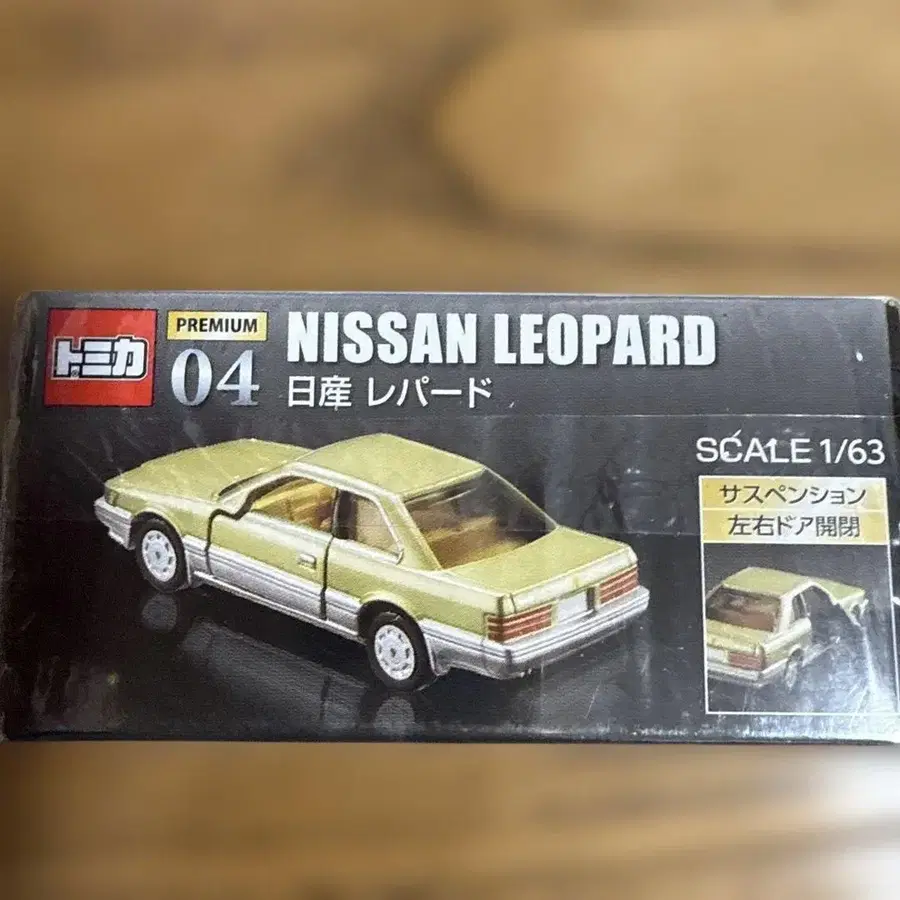 トミカ
PREMIUM
04
NISSAN LEOPARD
日産 レパード
SCALE 1/63
サスペンション
左右ドア開閉